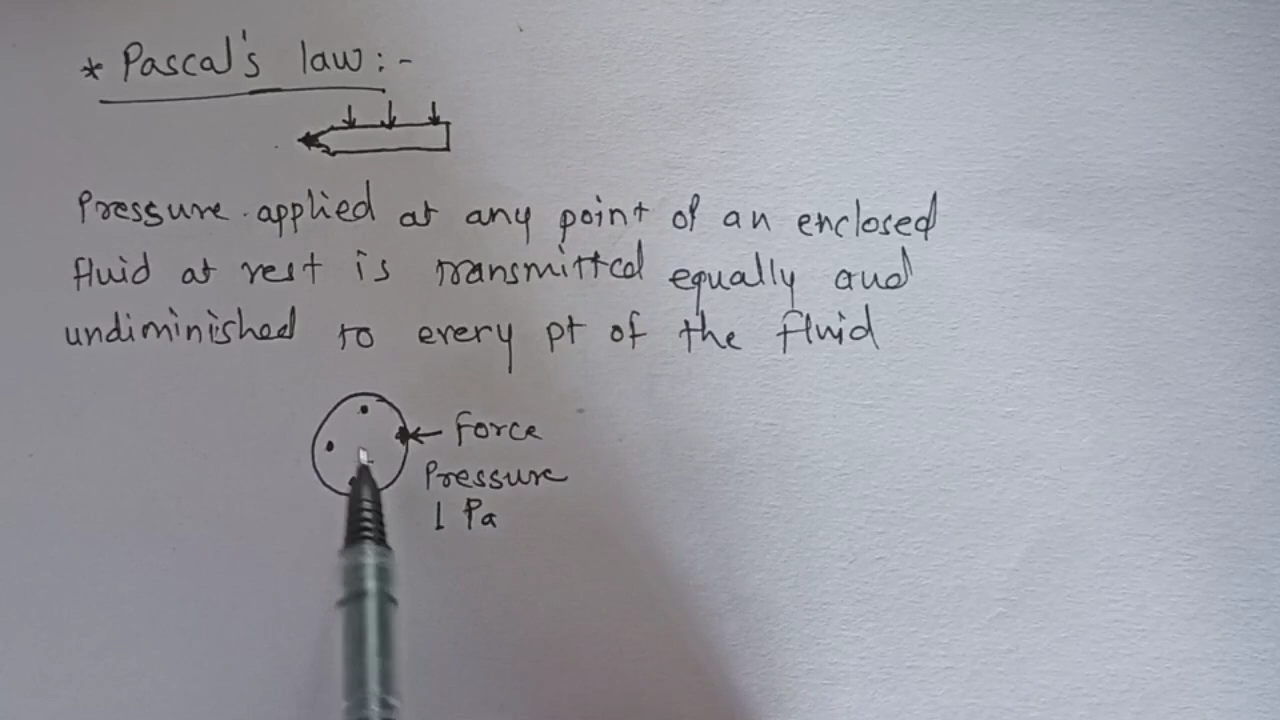 * Pascal's law :-
Pressure applied at any point of an enclosed
fluid at rest is transmitted equally and
undiminished to every pt of the fluid
Force
Pressure
1 Pa